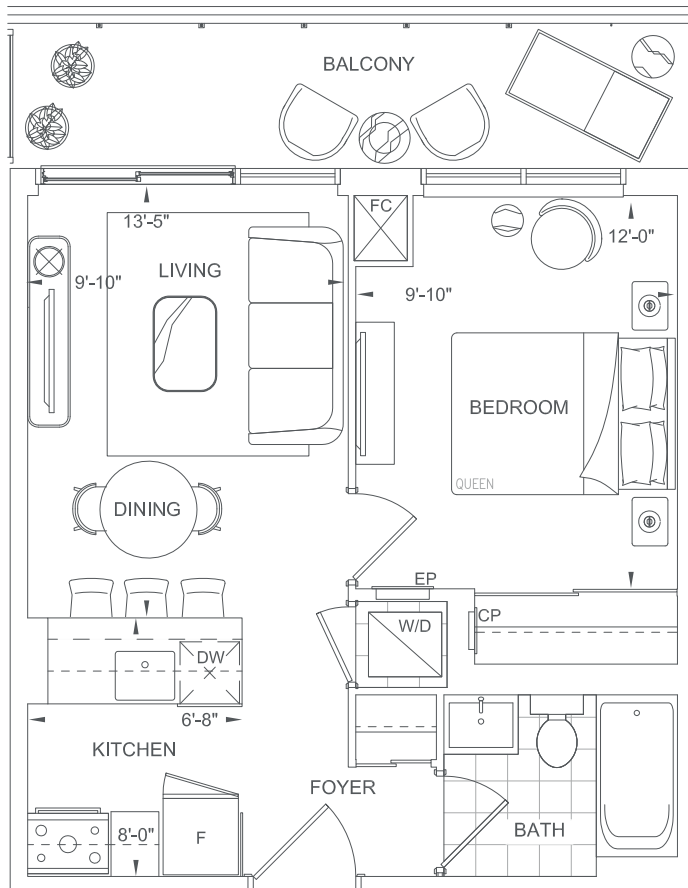 BALCONY
FC
13'-5"
12'-0"
LIVING
9'-10"
9'-10"
BEDROOM
QUEEN
DINING
EP
CP
W/D
DW
6'-8"
KITCHEN
FOYER
8'-0"
F
BATH